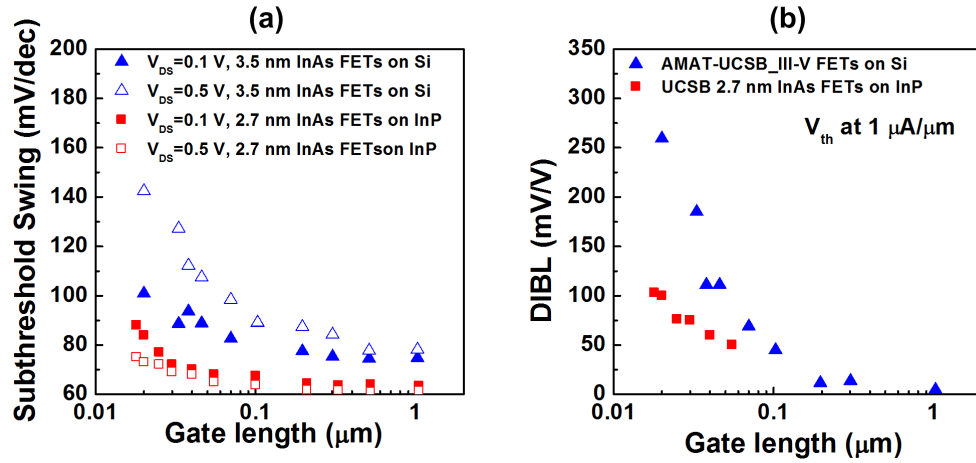 (a)
Subthreshold Swing (mV/dec)
200
180
160
140
120
100
80
60
V_DS=0.1 V, 3.5 nm InAs FETs on Si
V_DS=0.5 V, 3.5 nm InAs FETs on Si
V_DS=0.1 V, 2.7 nm InAs FETs on InP
V_DS=0.5 V, 2.7 nm InAs FETson InP
0.01
0.1
1
Gate length (μm)
(b)
DIBL (mV/V)
350
300
250
200
150
100
50
0
AMAT-UCSB_III-V FETs on Si
UCSB 2.7 nm InAs FETs on InP
V_th at 1 μA/μm
0.01
0.1
1
Gate length (μm)